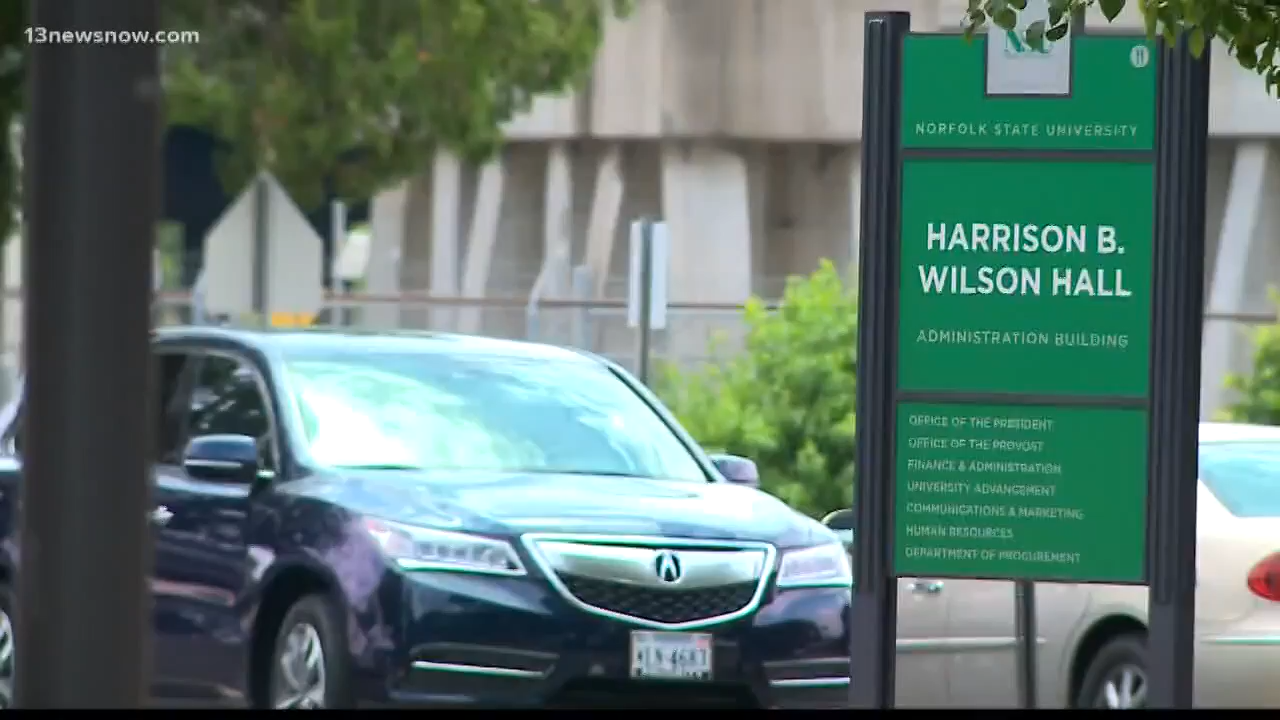 13newsnow.com
NORFOLK STATE UNIVERSITY
HARRISON B.
WILSON HALL
ADMINISTRATION BUILDING
OFFICE OF THE PRESIDENT
OFFICE OF THE PROVOST
FINANCE & ADMINISTRATION
UNIVERSITY ADVANCEMENT
COMMUNICATIONS & MARKETING
HUMAN RESOURCES
DEPARTMENT OF PROCUREMENT